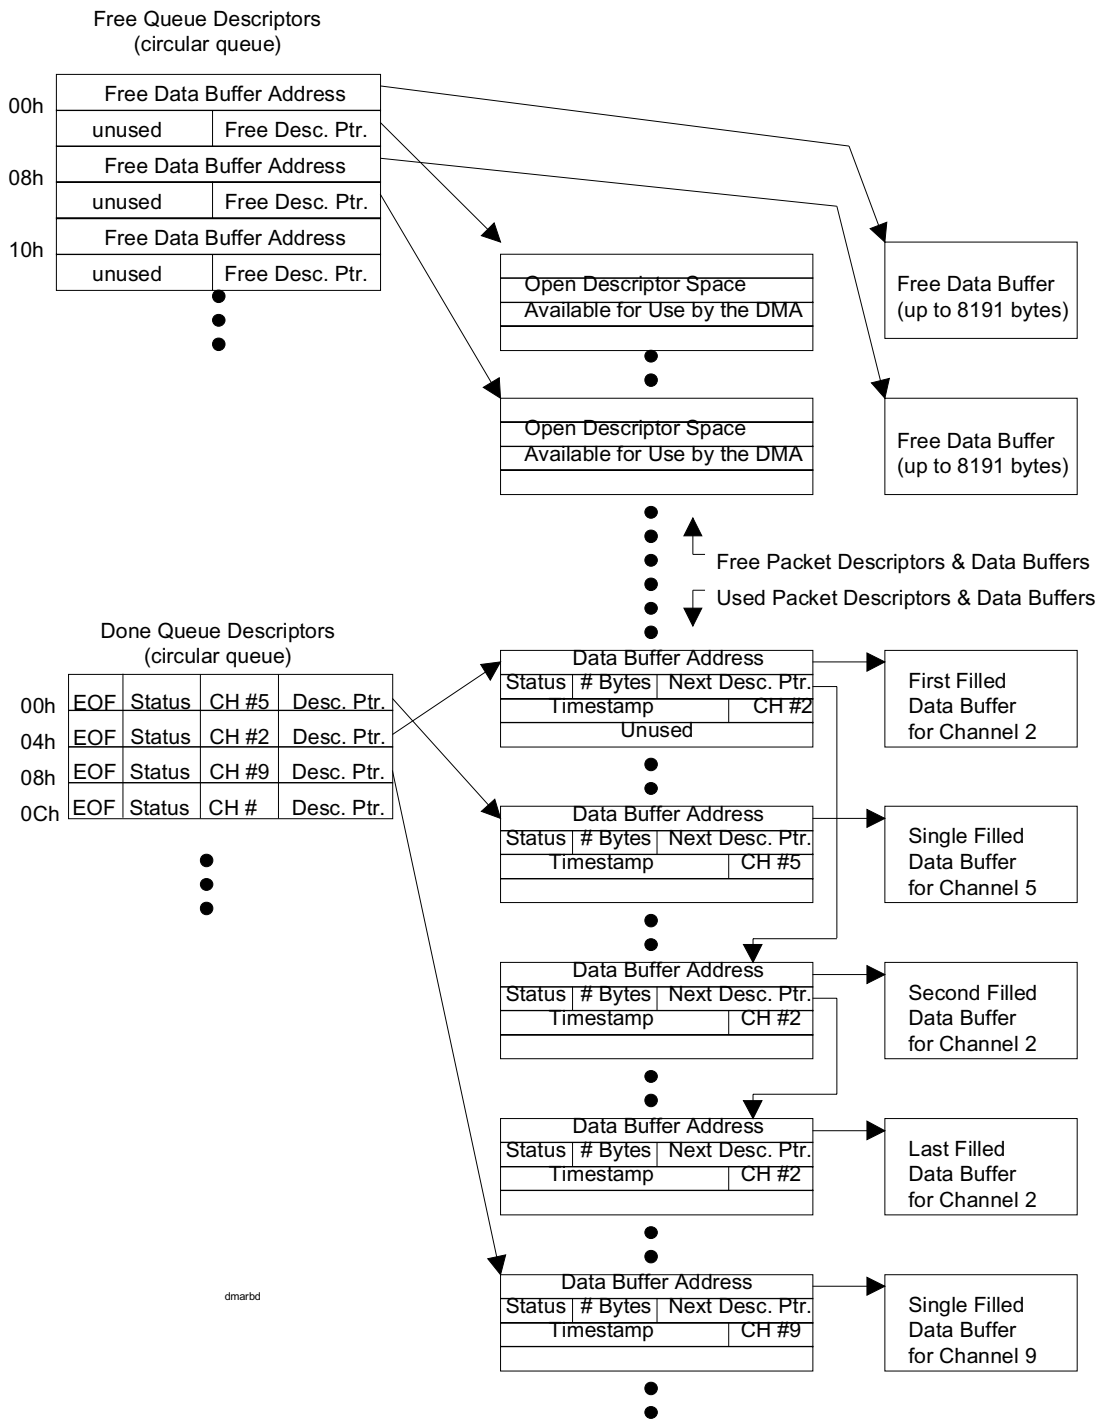 Free Queue Descriptors
(circular queue)
00h
Free Data Buffer Address
unused Free Desc. Ptr.
08h
Free Data Buffer Address
unused Free Desc. Ptr.
10h
Free Data Buffer Address
unused Free Desc. Ptr.
Open Descriptor Space
Available for Use by the DMA
Free Data Buffer
(up to 8191 bytes)
Open Descriptor Space
Available for Use by the DMA
Free Data Buffer
(up to 8191 bytes)
Free Packet Descriptors & Data Buffers
Used Packet Descriptors & Data Buffers
Done Queue Descriptors
(circular queue)
00h EOF Status CH #5 Desc. Ptr.
04h EOF Status CH #2 Desc. Ptr.
08h EOF Status CH #9 Desc. Ptr.
0Ch EOF Status CH # Desc. Ptr.
Data Buffer Address
Status # Bytes Next Desc. Ptr.
Timestamp CH #2
Unused
First Filled
Data Buffer
for Channel 2
Data Buffer Address
Status # Bytes Next Desc. Ptr.
Timestamp CH #5
Single Filled
Data Buffer
for Channel 5
Data Buffer Address
Status # Bytes Next Desc. Ptr.
Timestamp CH #2
Second Filled
Data Buffer
for Channel 2
Data Buffer Address
Status # Bytes Next Desc. Ptr.
Timestamp CH #2
Last Filled
Data Buffer
for Channel 2
Data Buffer Address
Status # Bytes Next Desc. Ptr.
Timestamp CH #9
Single Filled
Data Buffer
for Channel 9
dmarbd